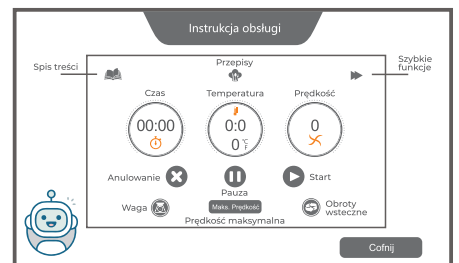 Instrukcja obsługi
Spis treści
Przepisy
Szybkie
funkcje
Czas
Temperatura
Prędkość
00:00
0:0
0
0 °C
F
Anulowanie
Start
Pauza
Waga
Maks. Prędkość
Obroty
wsteczne
Prędkość maksymalna
Cofnij